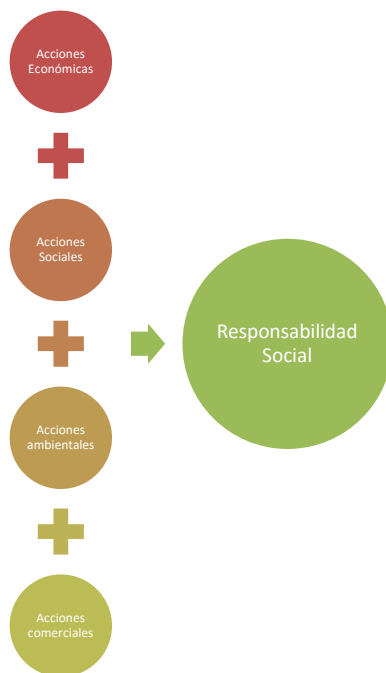 Acciones
Económicas
Acciones
Sociales
Responsabilidad
Social
Acciones
ambientales
Acciones
comerciales